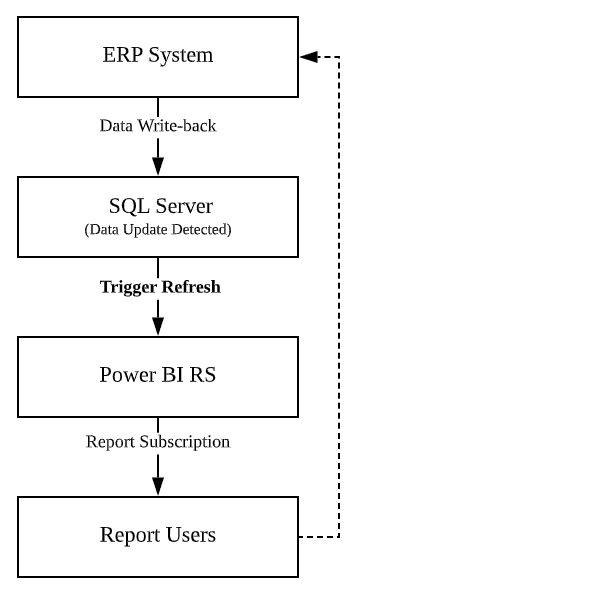 ERP System
Data Write-back
SQL Server
(Data Update Detected)
Trigger Refresh
Power BI RS
Report Subscription
Report Users